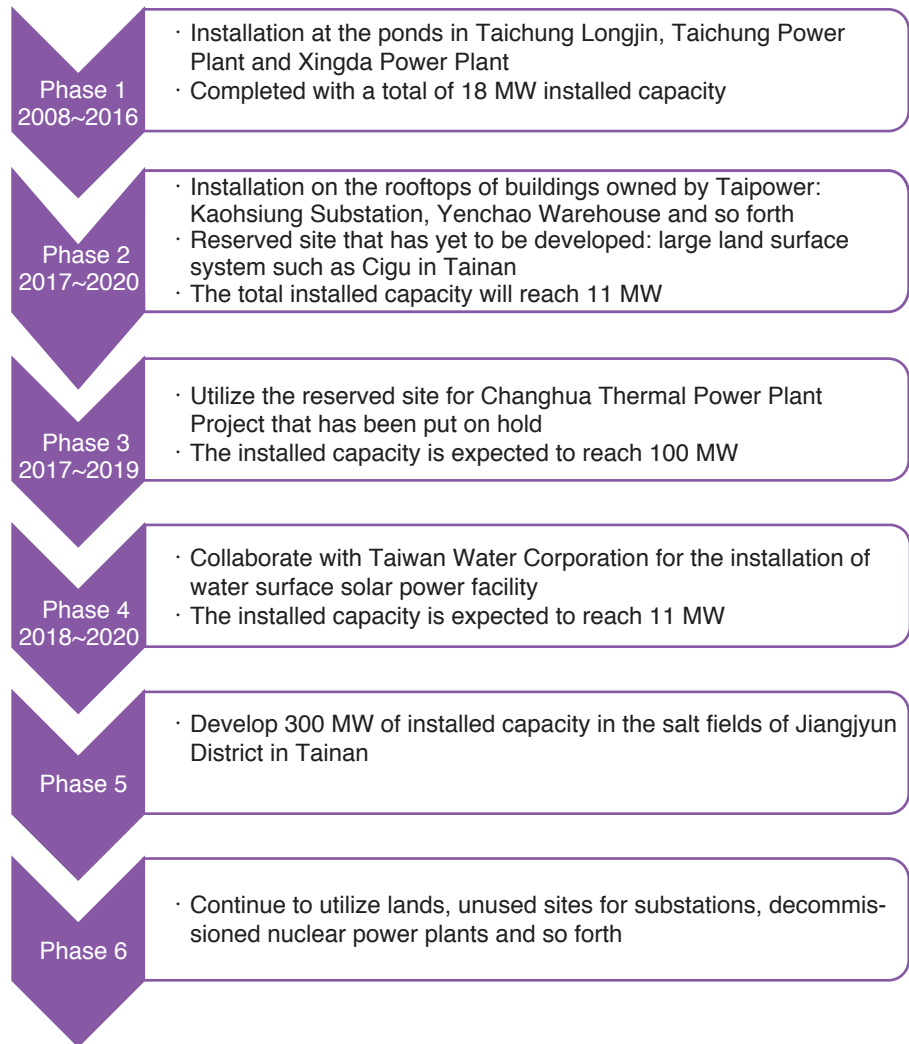 Phase 1
2008~2016
· Installation at the ponds in Taichung Longjin, Taichung Power
Plant and Xingda Power Plant
· Completed with a total of 18 MW installed capacity
Phase 2
2017~2020
· Installation on the rooftops of buildings owned by Taipower:
Kaohsiung Substation, Yenchao Warehouse and so forth
· Reserved site that has yet to be developed: large land surface
system such as Cigu in Tainan
· The total installed capacity will reach 11 MW
Phase 3
2017~2019
· Utilize the reserved site for Changhua Thermal Power Plant
Project that has been put on hold
· The installed capacity is expected to reach 100 MW
Phase 4
2018~2020
· Collaborate with Taiwan Water Corporation for the installation of
water surface solar power facility
· The installed capacity is expected to reach 11 MW
Phase 5
· Develop 300 MW of installed capacity in the salt fields of Jiangjyun
District in Tainan
Phase 6
· Continue to utilize lands, unused sites for substations, decommis-
sioned nuclear power plants and so forth